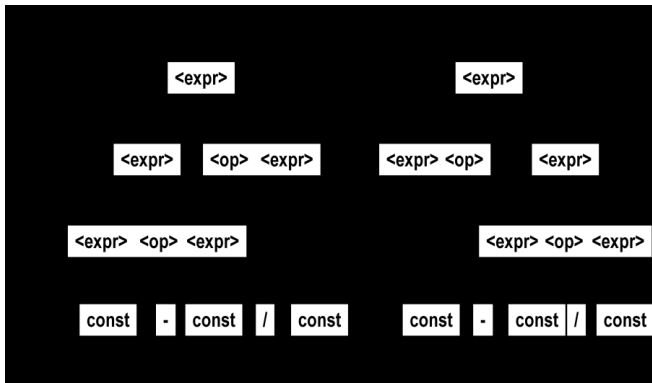 <expr> <expr>
<expr> <op> <expr> <expr> <op> <expr>
<expr> <op> <expr> <expr> <op> <expr>
const - const / const const - const / const